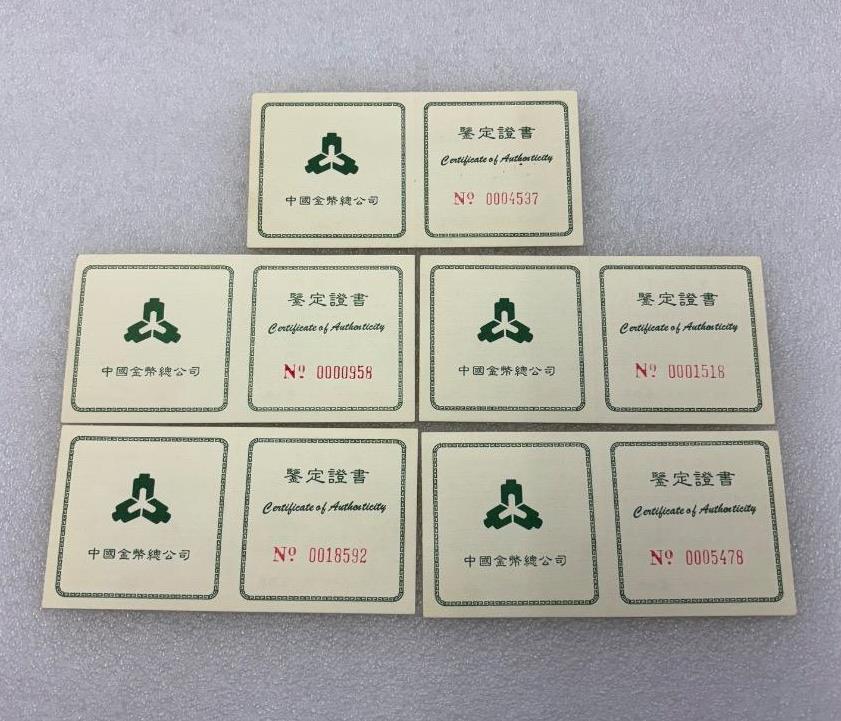 中國金幣總公司
鑒定證書
Certificate of Authenticity
Nº 0004537
中國金幣總公司
鑒定證書
Certificate of Authenticity
Nº 0000958
中國金幣總公司
鑒定證書
Certificate of Authenticity
Nº 0001518
中國金幣總公司
鑒定證書
Certificate of Authenticity
Nº 0018592
中國金幣總公司
鑒定證書
Certificate of Authenticity
Nº 0005478